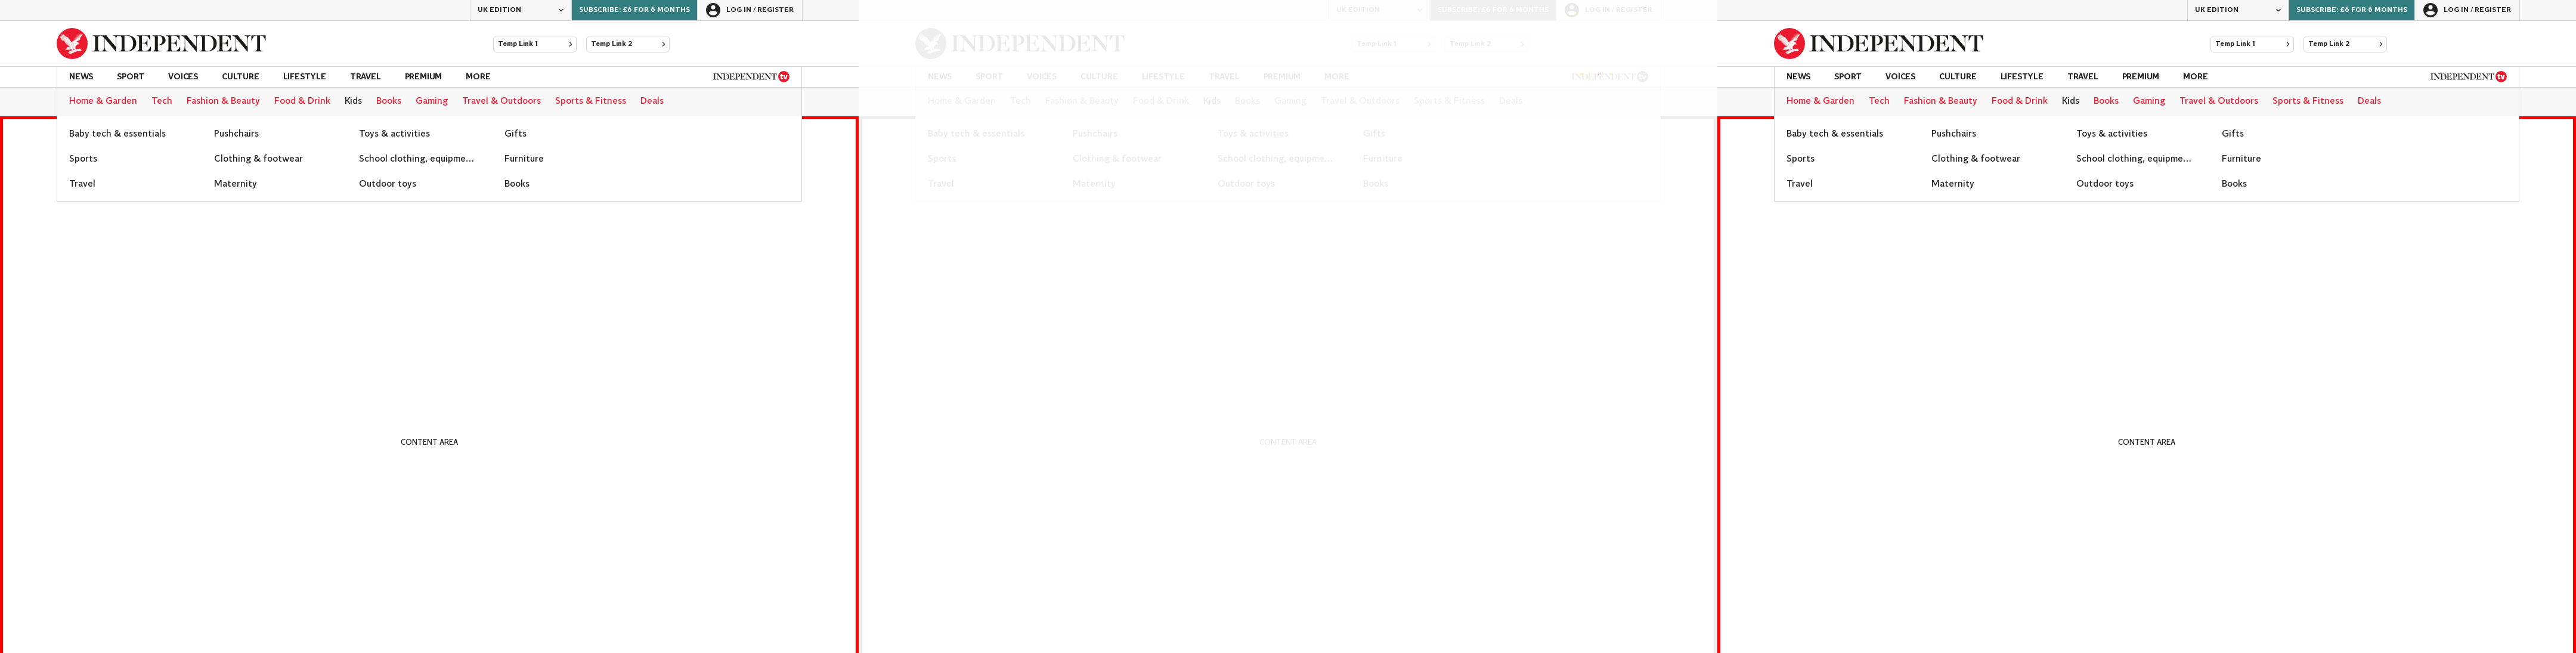 UK EDITION SUBSCRIBE: £6 FOR 6 MONTHS LOG IN / REGISTER
INDEPENDENT Temp Link 1 Temp Link 2
NEWS SPORT VOICES CULTURE LIFESTYLE TRAVEL PREMIUM MORE INDEPENDENT tv
Home & Garden Tech Fashion & Beauty Food & Drink Kids Books Gaming Travel & Outdoors Sports & Fitness Deals
Baby tech & essentials Pushchairs Toys & activities Gifts
Sports Clothing & footwear School clothing, equipme... Furniture
Travel Maternity Outdoor toys Books
CONTENT AREA
UK EDITION SUBSCRIBE: £6 FOR 6 MONTHS LOG IN / REGISTER
INDEPENDENT Temp Link 1 Temp Link 2
NEWS SPORT VOICES CULTURE LIFESTYLE TRAVEL PREMIUM MORE INDEPENDENT tv
Home & Garden Tech Fashion & Beauty Food & Drink Kids Books Gaming Travel & Outdoors Sports & Fitness Deals
Baby tech & essentials Pushchairs Toys & activities Gifts
Sports Clothing & footwear School clothing, equipme... Furniture
Travel Maternity Outdoor toys Books
CONTENT AREA
UK EDITION SUBSCRIBE: £6 FOR 6 MONTHS LOG IN / REGISTER
INDEPENDENT Temp Link 1 Temp Link 2
NEWS SPORT VOICES CULTURE LIFESTYLE TRAVEL PREMIUM MORE INDEPENDENT tv
Home & Garden Tech Fashion & Beauty Food & Drink Kids Books Gaming Travel & Outdoors Sports & Fitness Deals
Baby tech & essentials Pushchairs Toys & activities Gifts
Sports Clothing & footwear School clothing, equipme... Furniture
Travel Maternity Outdoor toys Books
CONTENT AREA